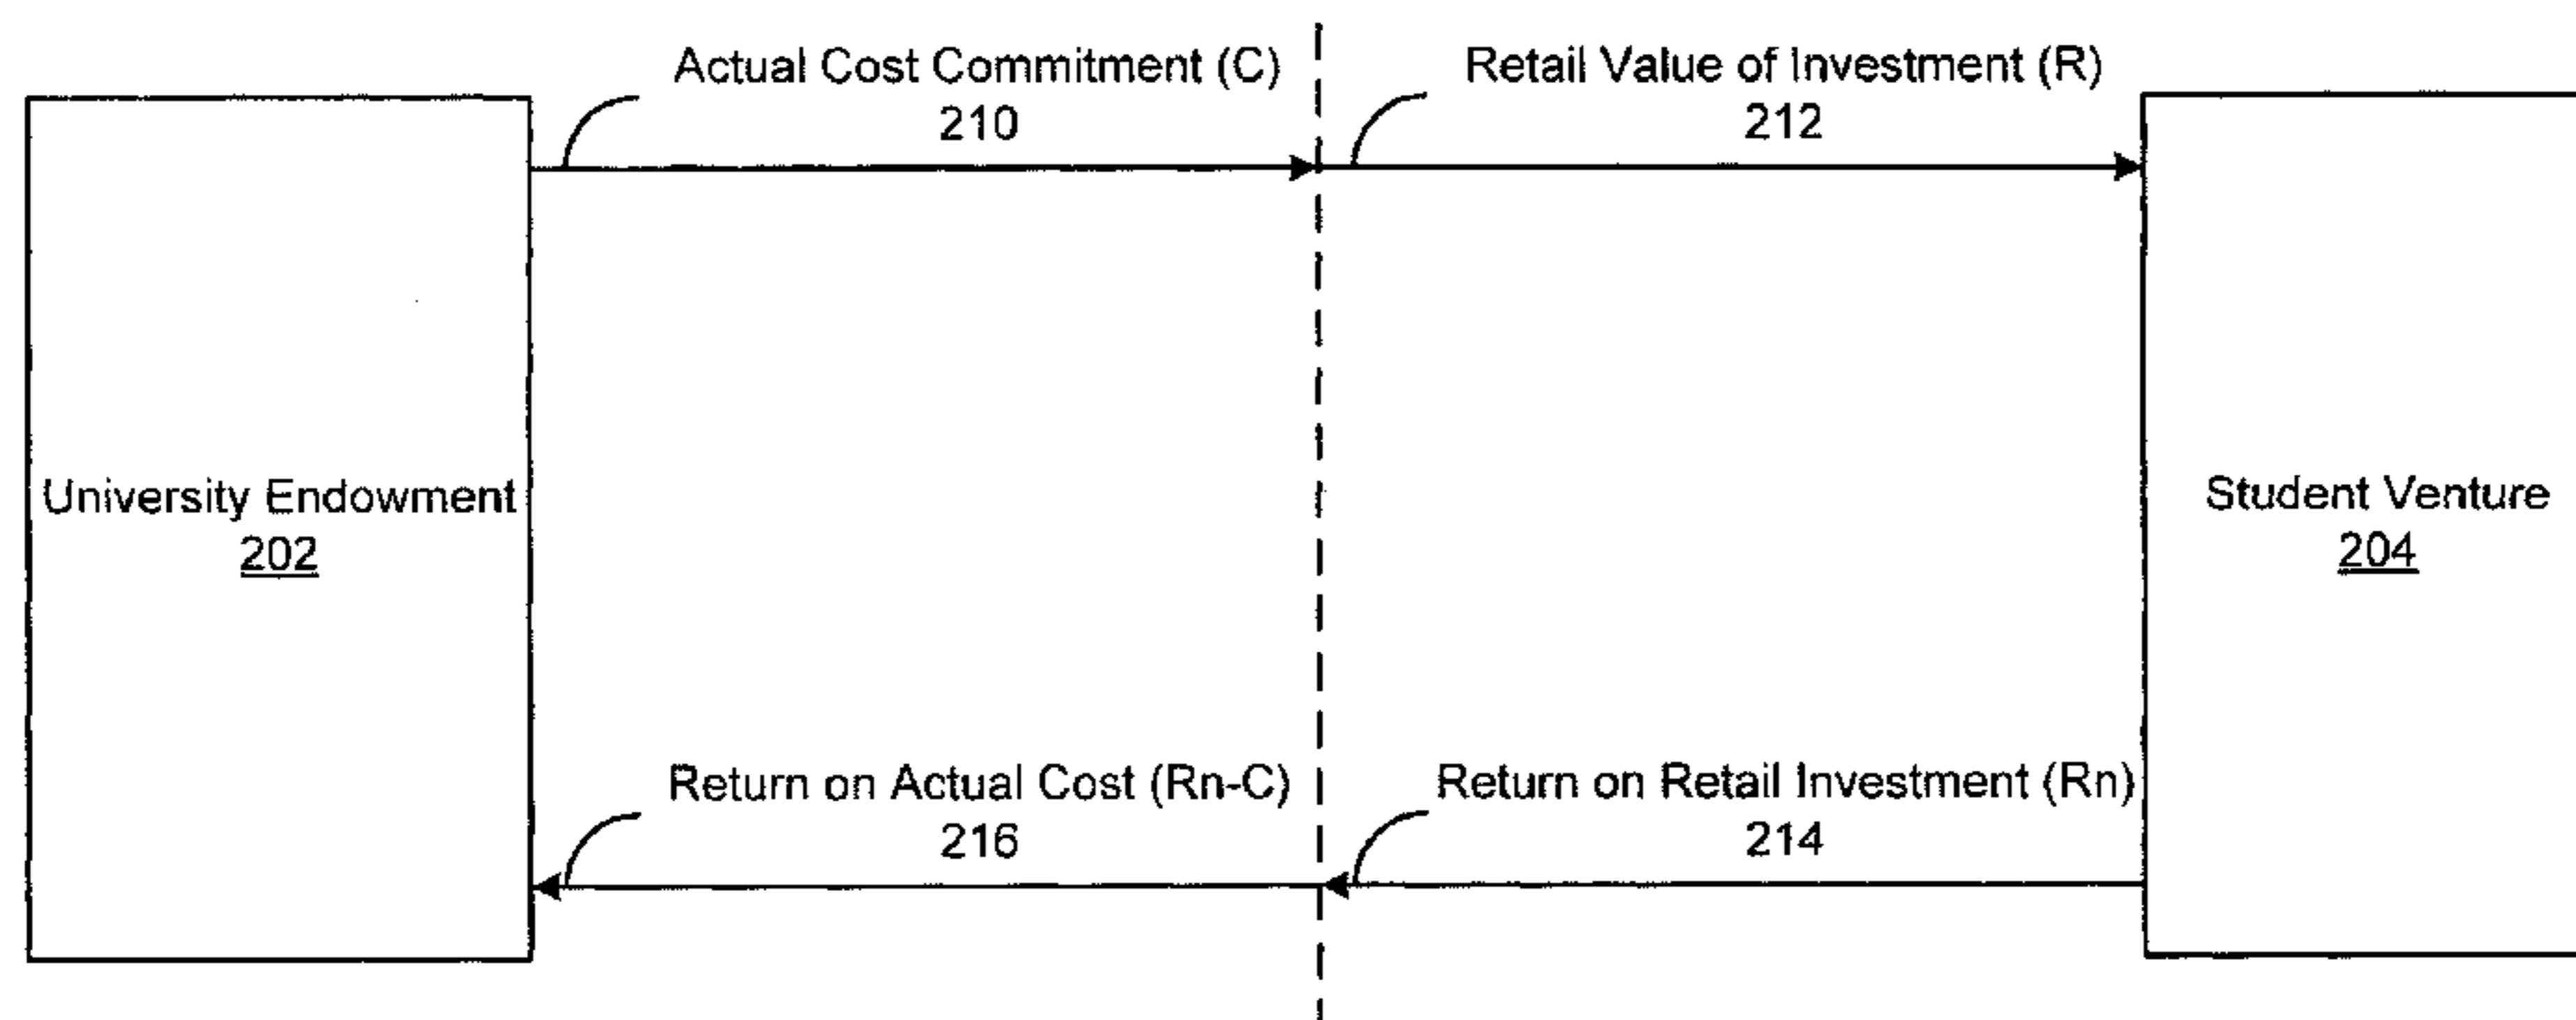 Actual Cost Commitment (C)
210
Retail Value of Investment (R)
212
University Endowment
202
Student Venture
204
Return on Actual Cost (Rn-C)
216
Return on Retail Investment (Rn)
214